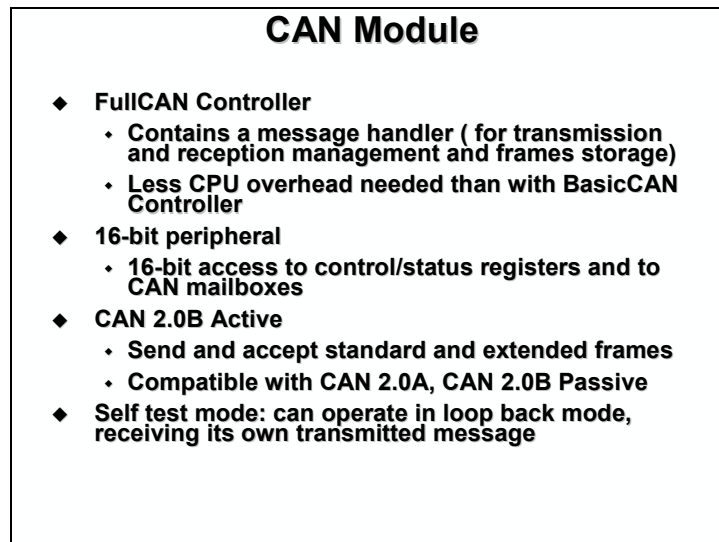 CAN Module
◆ FullCAN Controller
◆ Contains a message handler ( for transmission
and reception management and frames storage)
◆ Less CPU overhead needed than with BasicCAN
Controller
◆ 16-bit peripheral
◆ 16-bit access to control/status registers and to
CAN mailboxes
◆ CAN 2.0B Active
◆ Send and accept standard and extended frames
◆ Compatible with CAN 2.0A, CAN 2.0B Passive
◆ Self test mode: can operate in loop back mode,
receiving its own transmitted message